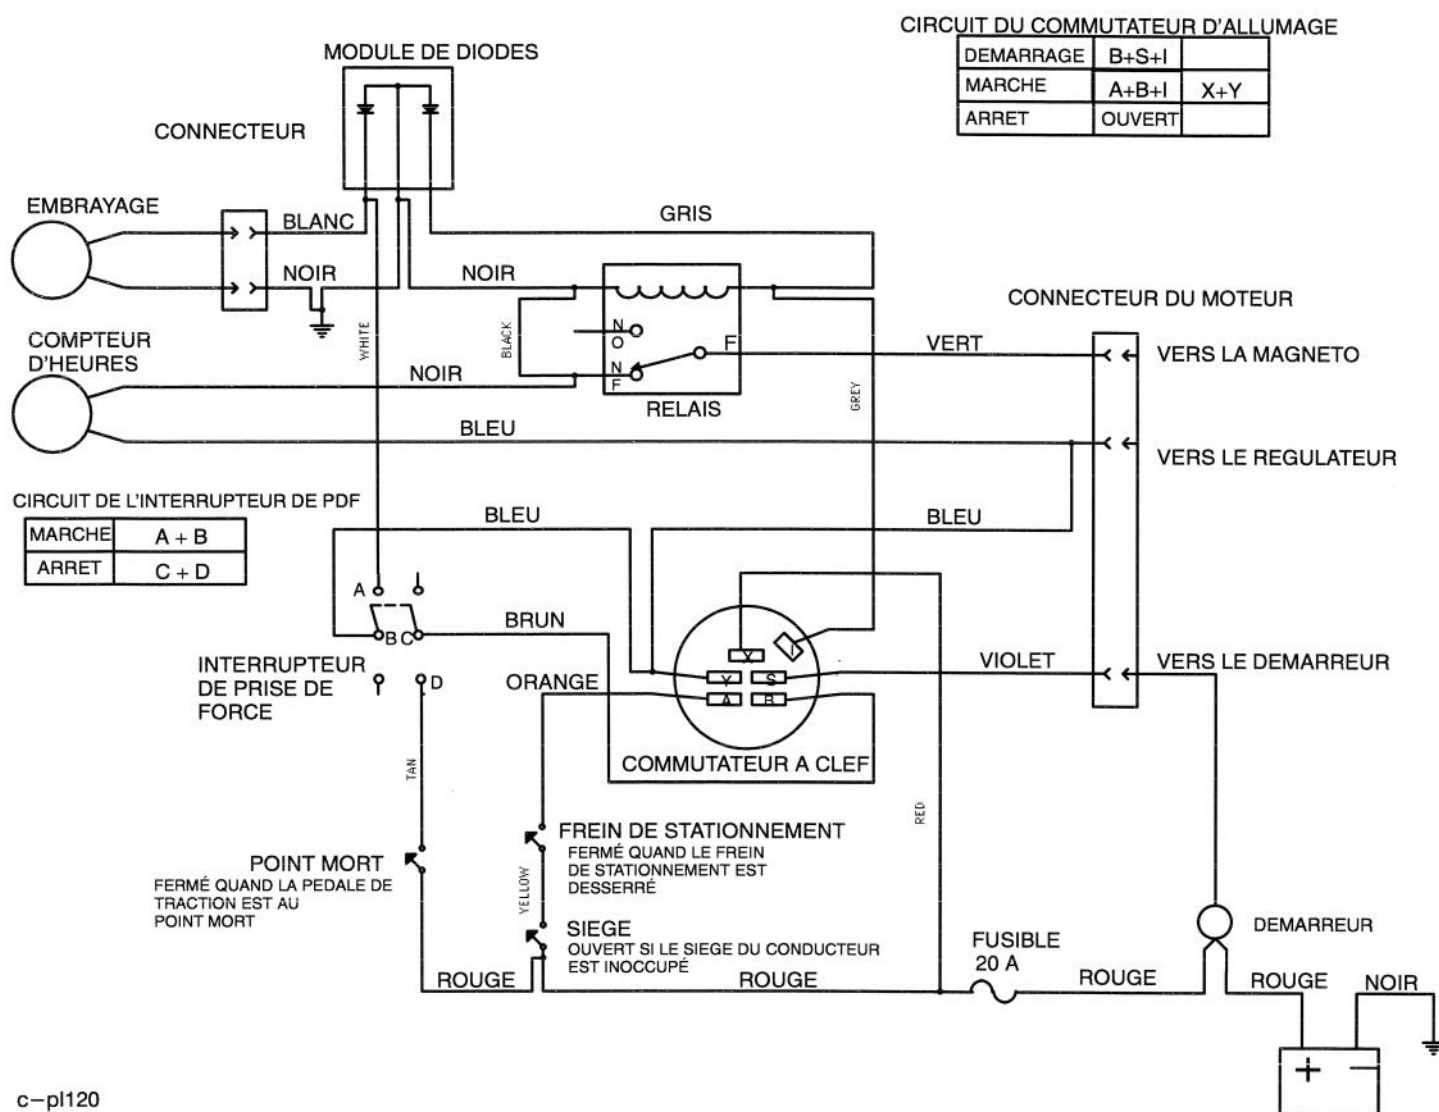 CIRCUIT DU COMMUTATEUR D'ALLUMAGE
DEMARRAGE B+S+I
MARCHE A+B+I X+Y
ARRET OUVERT
MODULE DE DIODES
CONNECTEUR
EMBRAYAGE
BLANC
GRIS
NOIR
NOIR
CONNECTEUR DU MOTEUR
COMPTEUR
D'HEURES
WHITE
BLACK
N
O
F
N
F
VERT
VERS LA MAGNETO
NOIR
RELAIS
GREY
BLEU
VERS LE REGULATEUR
CIRCUIT DE L'INTERRUPTEUR DE PDF
MARCHE A + B
ARRET C + D
BLEU
BLEU
A
B C
BRUN
I
X
Y
S
A
B
VIOLET
VERS LE DEMARREUR
INTERRUPTEUR
DE PRISE DE
FORCE
D
ORANGE
COMMUTATEUR A CLEF
TAN
RED
POINT MORT
FERMÉ QUAND LA PEDALE DE
TRACTION EST AU
POINT MORT
FREIN DE STATIONNEMENT
FERMÉ QUAND LE FREIN
DE STATIONNEMENT EST
DESSERRÉ
YELLOW
SIEGE
OUVERT SI LE SIEGE DU CONDUCTEUR
EST INOCCUPÉ
DEMARREUR
FUSIBLE
20 A
ROUGE
ROUGE
ROUGE
ROUGE
NOIR
+ −
c–pl120